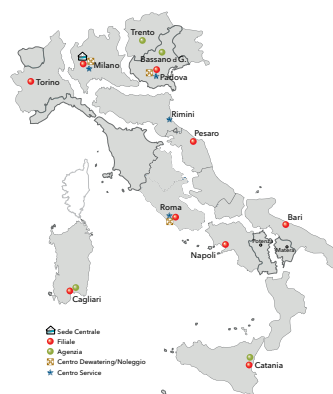 Trento
Bassano d G.
Milano
Padova
Torino
Rimini
Pesaro
Roma
Bari
Potenza
Matera
Napoli
Cagliari
Sede Centrale
Filiale
Agenzia
Centro Dewatering/Noleggio
Centro Service
Catania